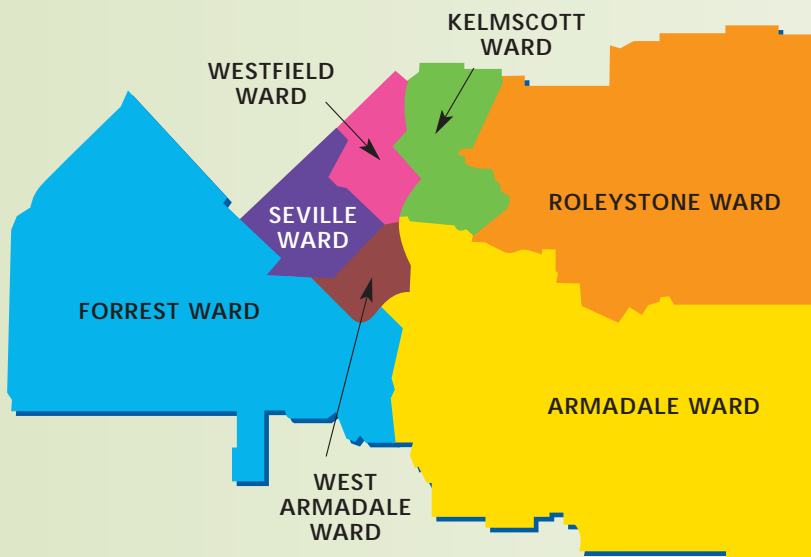 KELMSCOTT
WARD
WESTFIELD
WARD
ROLEYSTONE WARD
SEVILLE
WARD
FORREST WARD
ARMADALE WARD
WEST
ARMADALE
WARD